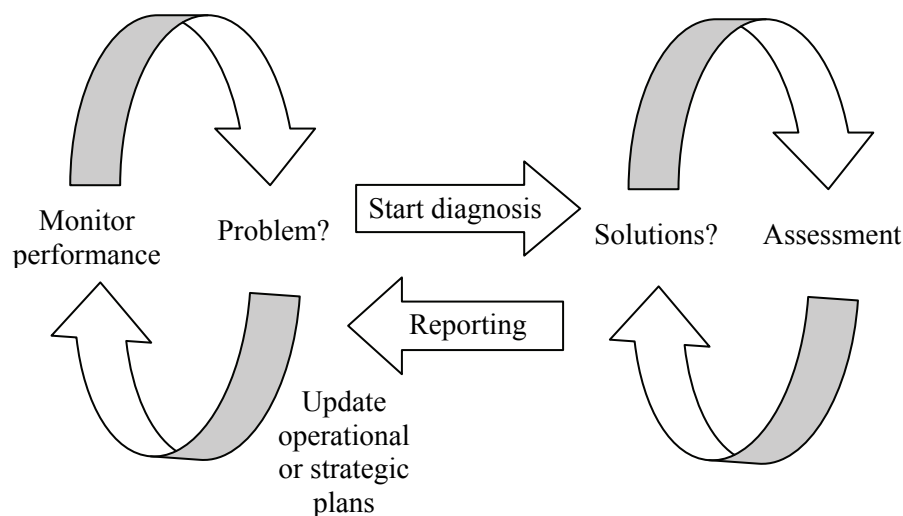 Monitor
performance
Problem?
Start diagnosis
Solutions?
Assessment
Reporting
Update
operational
or strategic
plans